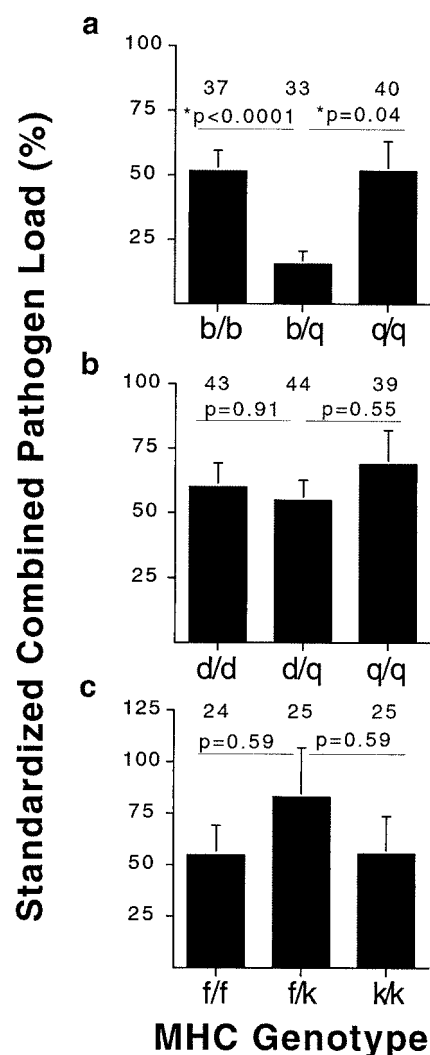 Standardized Combined Pathogen Load (%)
a
100
75
50
25
37 33 40
*p<0.0001 *p=0.04
b/b b/q q/q
b
100
75
50
25
43 44 39
p=0.91 p=0.55
d/d d/q q/q
c
125
100
75
50
25
24 25 25
p=0.59 p=0.59
f/f f/k k/k
MHC Genotype